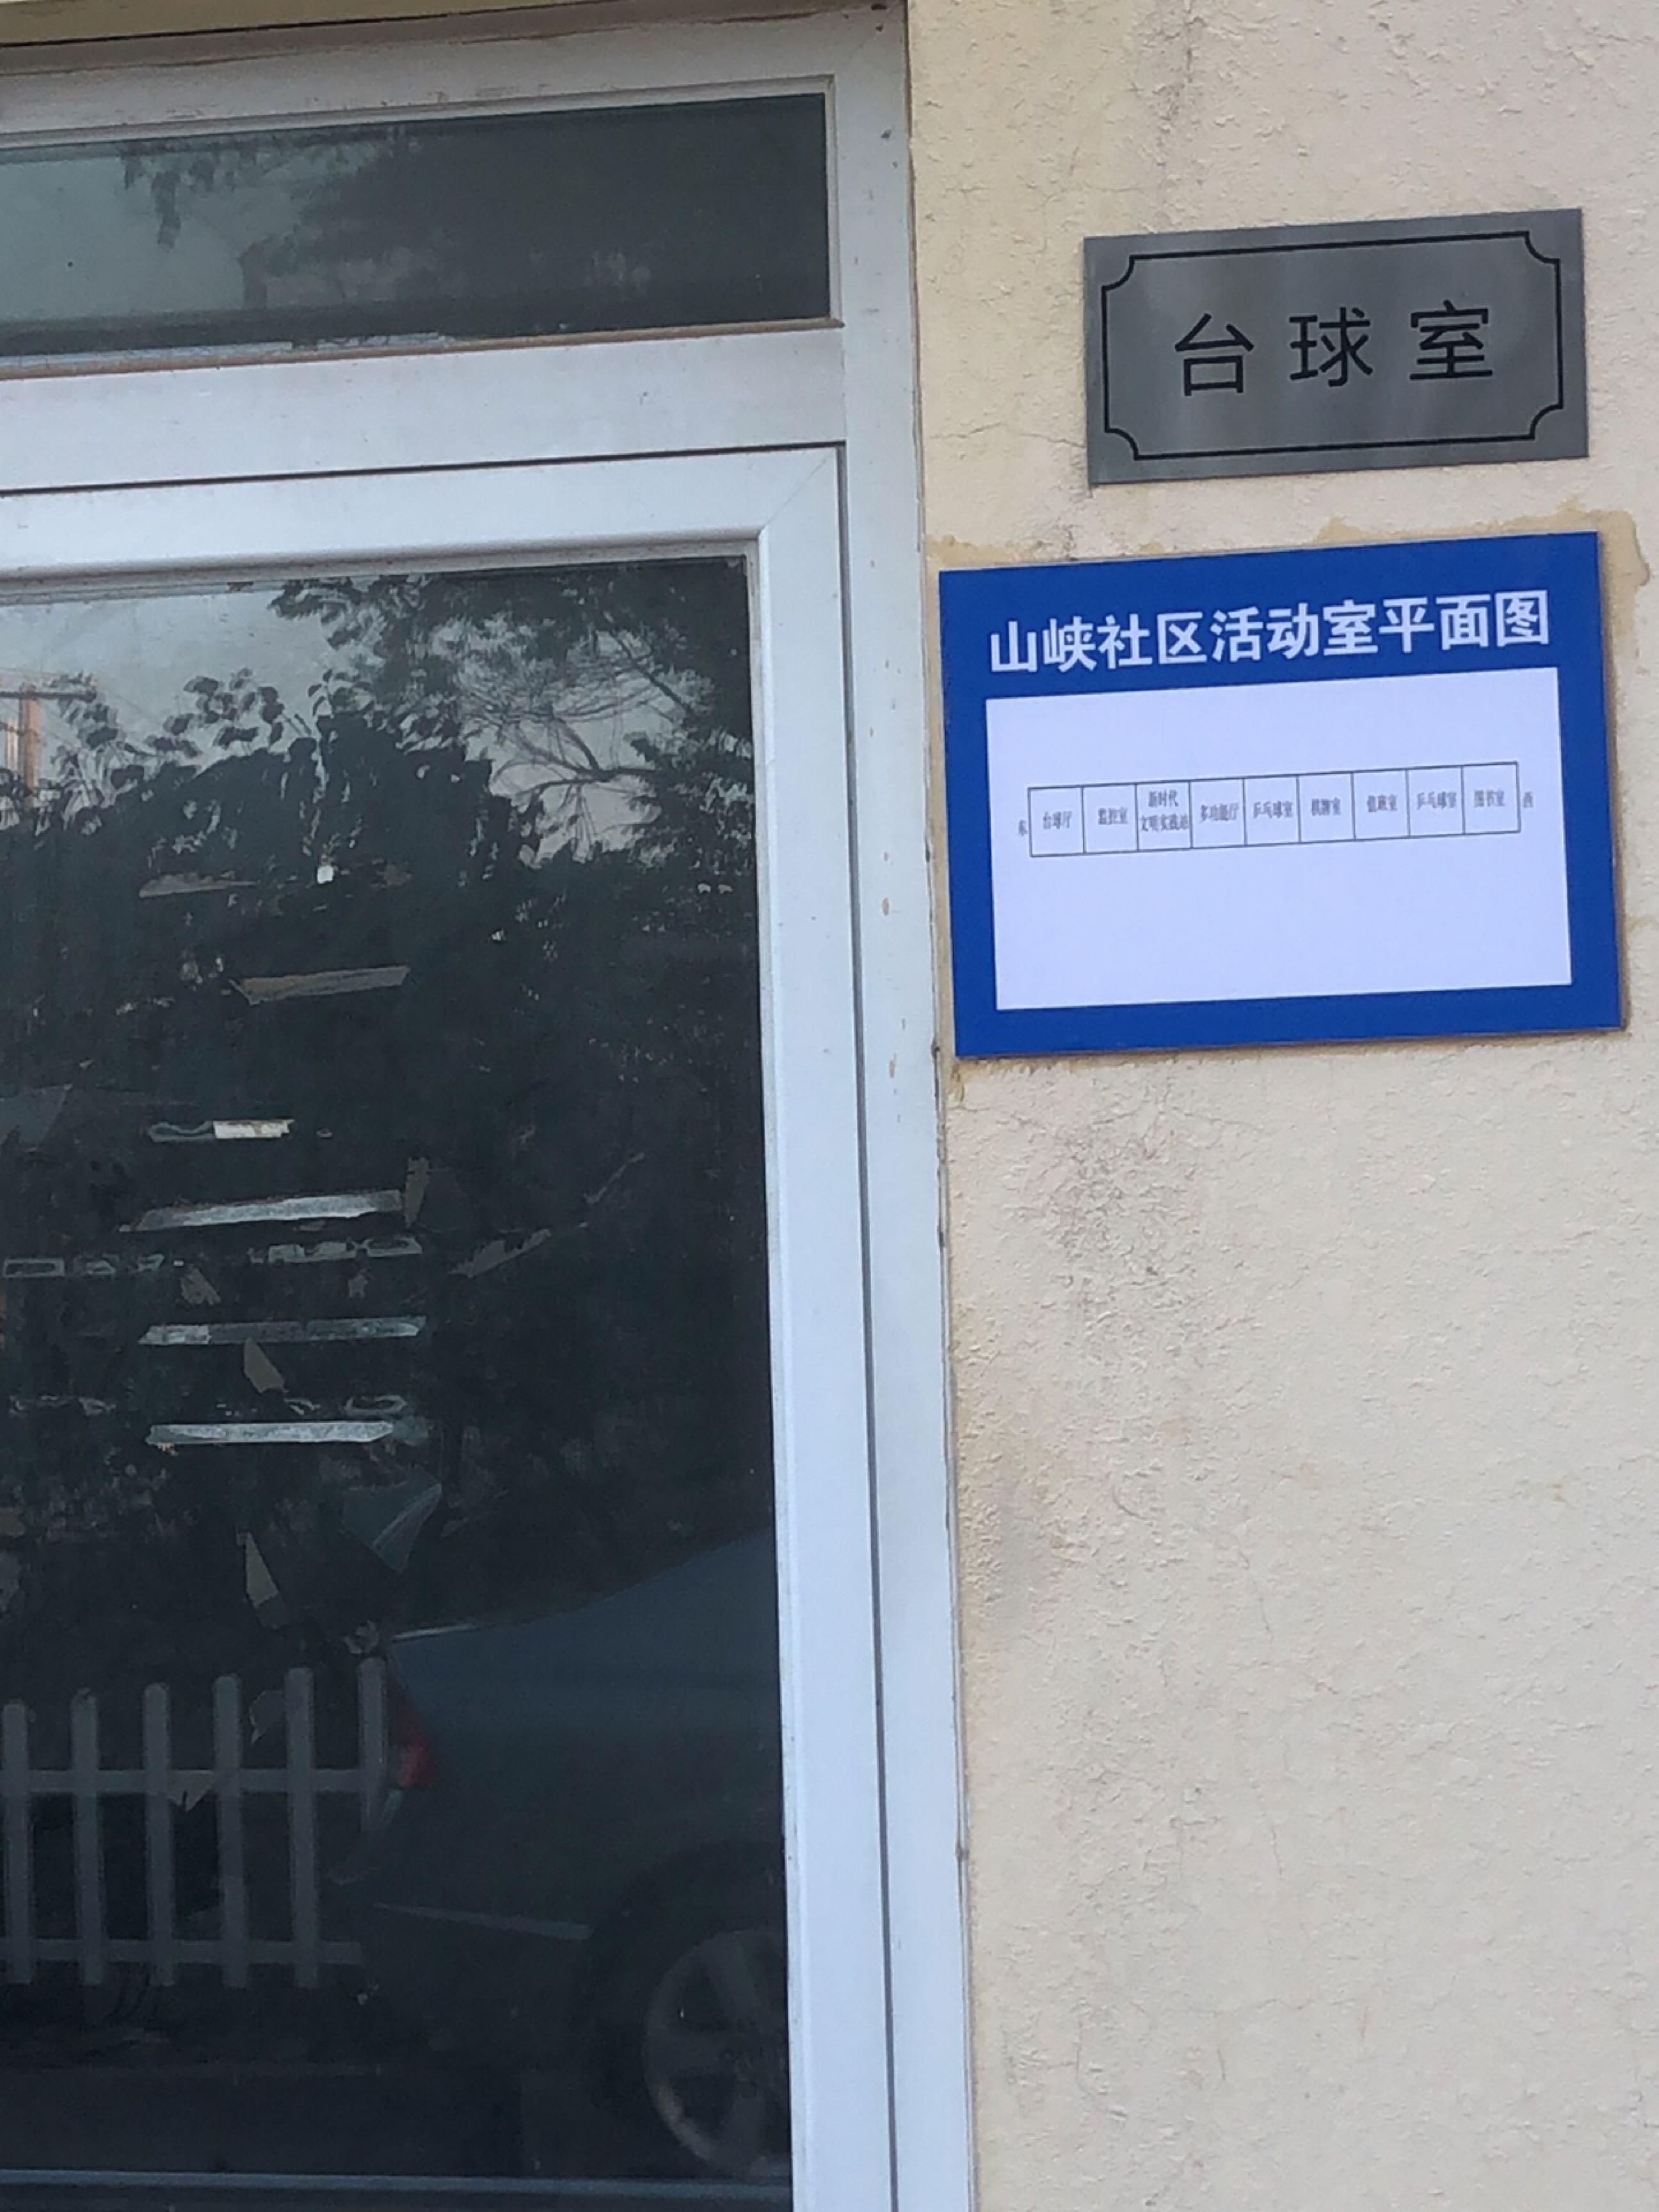 台球室
山峡社区活动室平面图
东 台球厅 监控室 新时代文明实践站 多功能厅 乒乓球室 棋牌室 值班室 乒乓球室 图书室 西